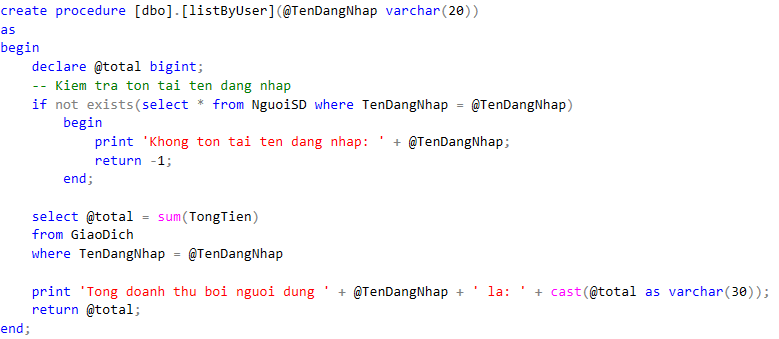 create procedure [dbo].[listByUser](@TenDangNhap varchar(20))
as
begin
    declare @total bigint;
    -- Kiem tra ton tai ten dang nhap
    if not exists(select * from NguoiSD where TenDangNhap = @TenDangNhap)
        begin
            print 'Khong ton tai ten dang nhap: ' + @TenDangNhap;
            return -1;
        end;

    select @total = sum(TongTien)
    from GiaoDich
    where TenDangNhap = @TenDangNhap

    print 'Tong doanh thu boi nguoi dung ' + @TenDangNhap + ' la: ' + cast(@total as varchar(30));
    return @total;
end;